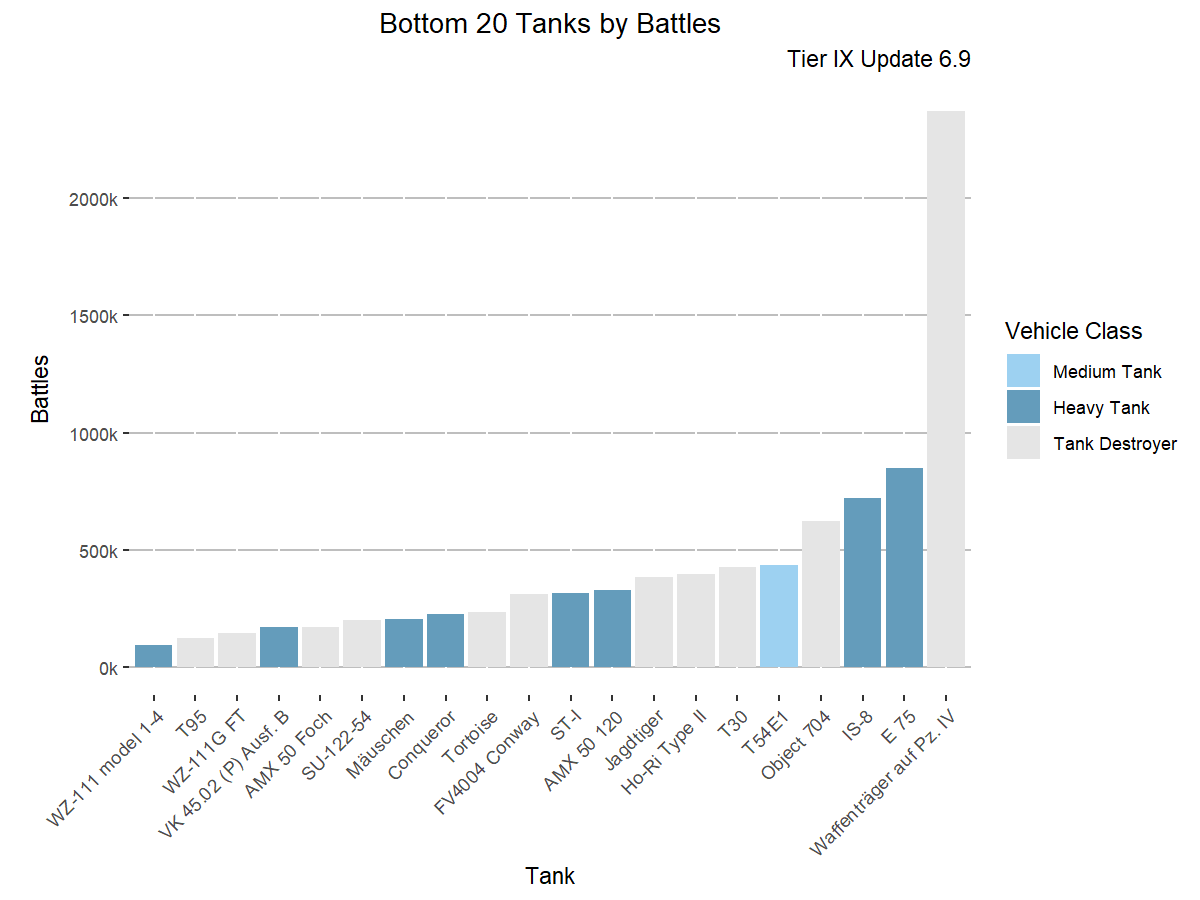 Bottom 20 Tanks by Battles
Tier IX Update 6.9
Battles
2000k
1500k
1000k
500k
0k
WZ-111 model 1-4
T95
WZ-111G FT
VK 45.02 (P) Ausf. B
AMX 50 Foch
SU-122-54
Mäuschen
Conqueror
Tortoise
FV4004 Conway
ST-I
AMX 50 120
Jagdtiger
Ho-Ri Type II
T30
T54E1
Object 704
IS-8
E 75
Waffenträger auf Pz. IV
Tank
Vehicle Class
Medium Tank
Heavy Tank
Tank Destroyer